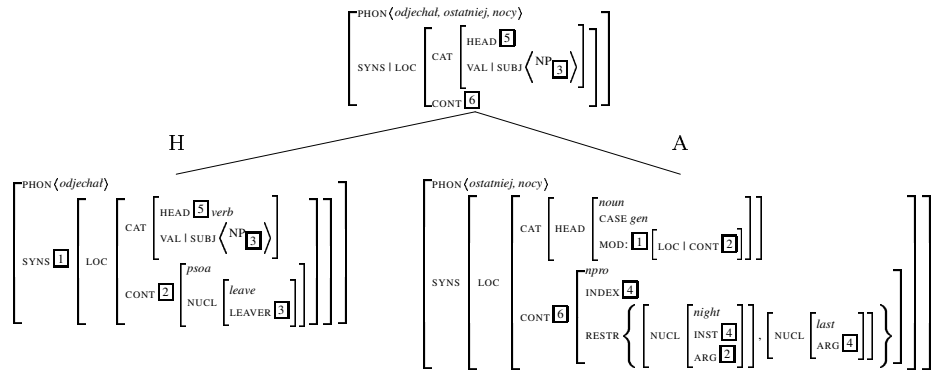 PHON⟨odjechał, ostatniej, nocy⟩
HEAD 5
CAT
SYNS | LOC VAL | SUBJ ⟨NP 3⟩
CONT 6
H A
PHON⟨odjechał⟩
HEAD 5 verb
CAT
VAL | SUBJ ⟨NP 3⟩
SYNS 1 LOC
psoa
CONT 2 leave
NUCL
LEAVER 3
PHON⟨ostatniej, nocy⟩
noun
CASE gen
CAT HEAD
MOD: 1 [LOC | CONT 2]
SYNS LOC
npro
INDEX 4
CONT 6
night last
RESTR { [NUCL [INST 4]], [NUCL [ARG 4]] }
ARG 2